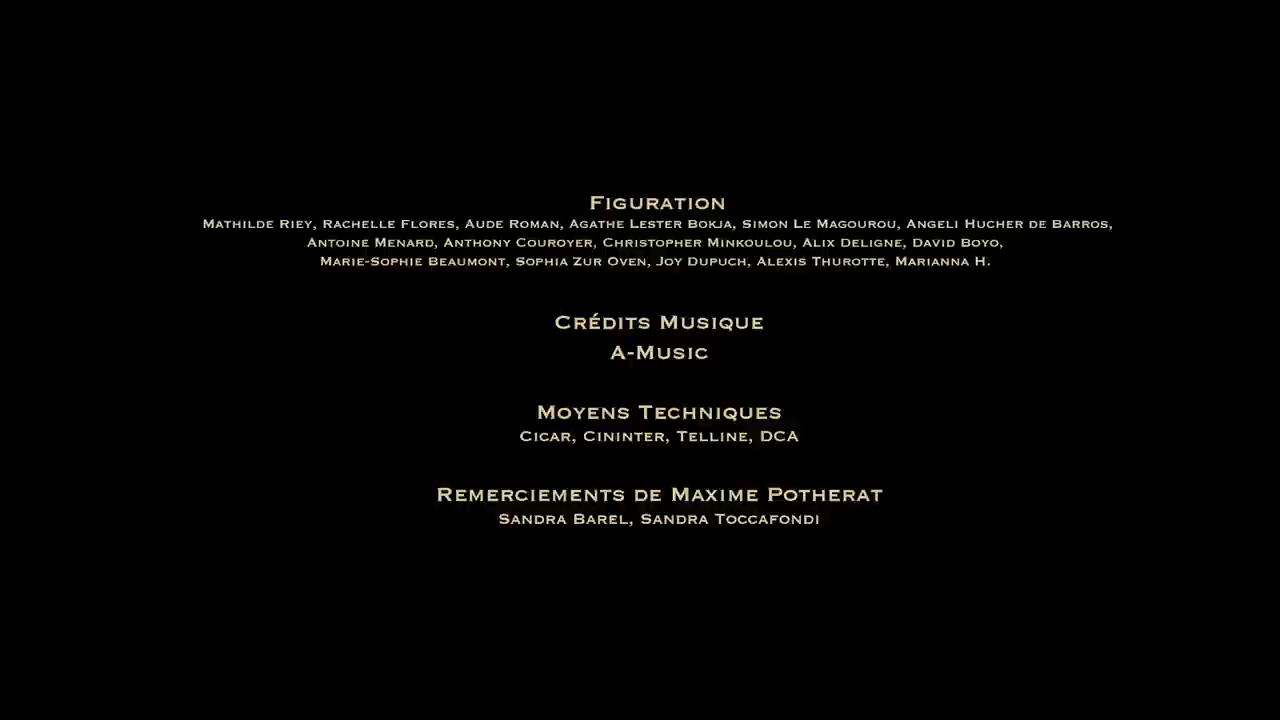 Figuration
Mathilde Riey, Rachelle Flores, Aude Roman, Agathe Lester Bokja, Simon Le Magourou, Angeli Hucher de Barros,
Antoine Menard, Anthony Couroyer, Christopher Minkoulou, Alix Deligne, David Boyo,
Marie-Sophie Beaumont, Sophia Zur Oven, Joy Dupuch, Alexis Thurotte, Marianna H.
Crédits Musique
A-Music
Moyens Techniques
Cicar, Cininter, Telline, DCA
Remerciements de Maxime Potherat
Sandra Barel, Sandra Toccafondi